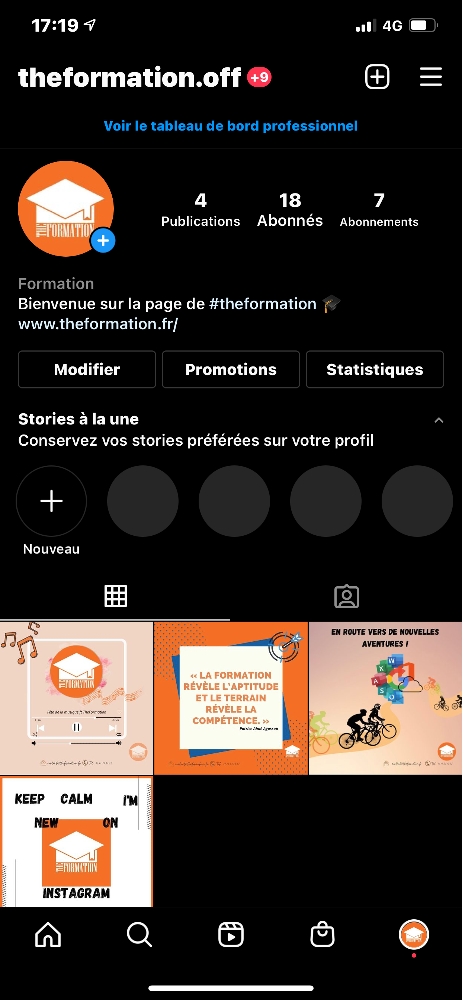 17:19
4G
theformation.off +9
Voir le tableau de bord professionnel
THE FORMATION
4 18 7
Publications Abonnés Abonnements
Formation
Bienvenue sur la page de #theformation 🎓
www.theformation.fr/
Modifier Promotions Statistiques
Stories à la une
Conservez vos stories préférées sur votre profil
Nouveau
THE FORMATION
Fête de la musique ft TheFormation
1:26 -0:45
contact@theformation.fr Tel
« LA FORMATION
RÉVÈLE L'APTITUDE
ET LE TERRAIN
RÉVÈLE LA
COMPÉTENCE. »
Patrice Aimé Agossou
contact@theformation.fr Tel
EN ROUTE VERS DE NOUVELLES
AVENTURES !
W
X
A
S
O
contact@theformation.fr Tel
KEEP CALM I'M
NEW ON
THE FORMATION
INSTAGRAM